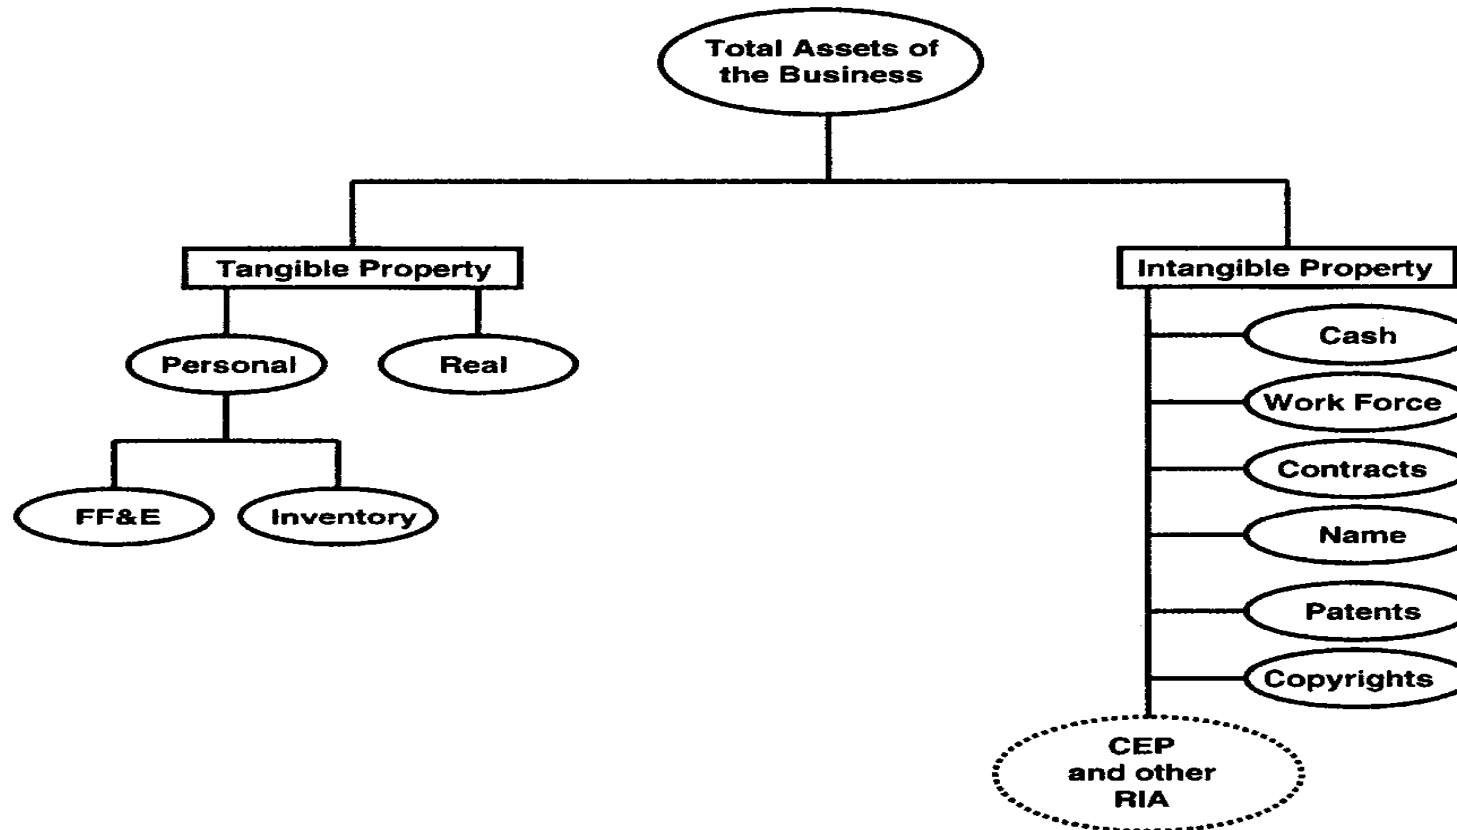 Total Assets of
the Business
Tangible Property
Intangible Property
Personal
Real
FF&E
Inventory
Cash
Work Force
Contracts
Name
Patents
Copyrights
CEP
and other
RIA